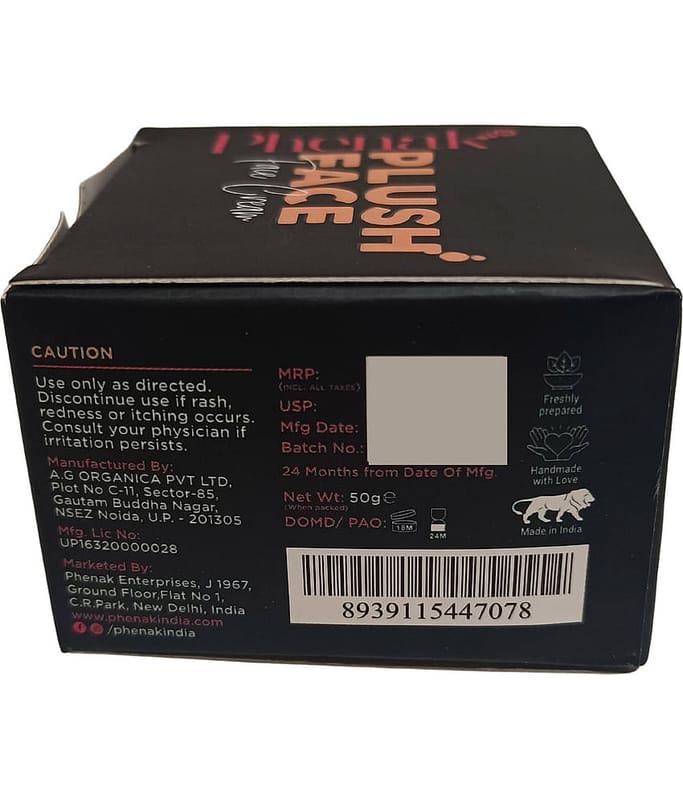 Phenak
PLUSH
FACE
Face Cream
CAUTION
Use only as directed.
Discontinue use if rash,
redness or itching occurs.
Consult your physician if
irritation persists.
Manufactured By:
A.G ORGANICA PVT LTD,
Plot No C-11, Sector-85,
Gautam Buddha Nagar,
NSEZ Noida, U.P. - 201305
Mfg. Lic No:
UP16320000028
Marketed By:
Phenak Enterprises, J 1967,
Ground Floor,Flat No 1,
C.R.Park, New Delhi, India
www.phenakindia.com
/phenakindia
MRP:
(INCL. ALL TAXES)
USP:
Mfg Date:
Batch No.:
24 Months from Date Of Mfg.
Net Wt: 50g℮
(When packed)
DOMD/ PAO:
18M
24M
8939115447078
Freshly
prepared
Handmade
with Love
Made in India